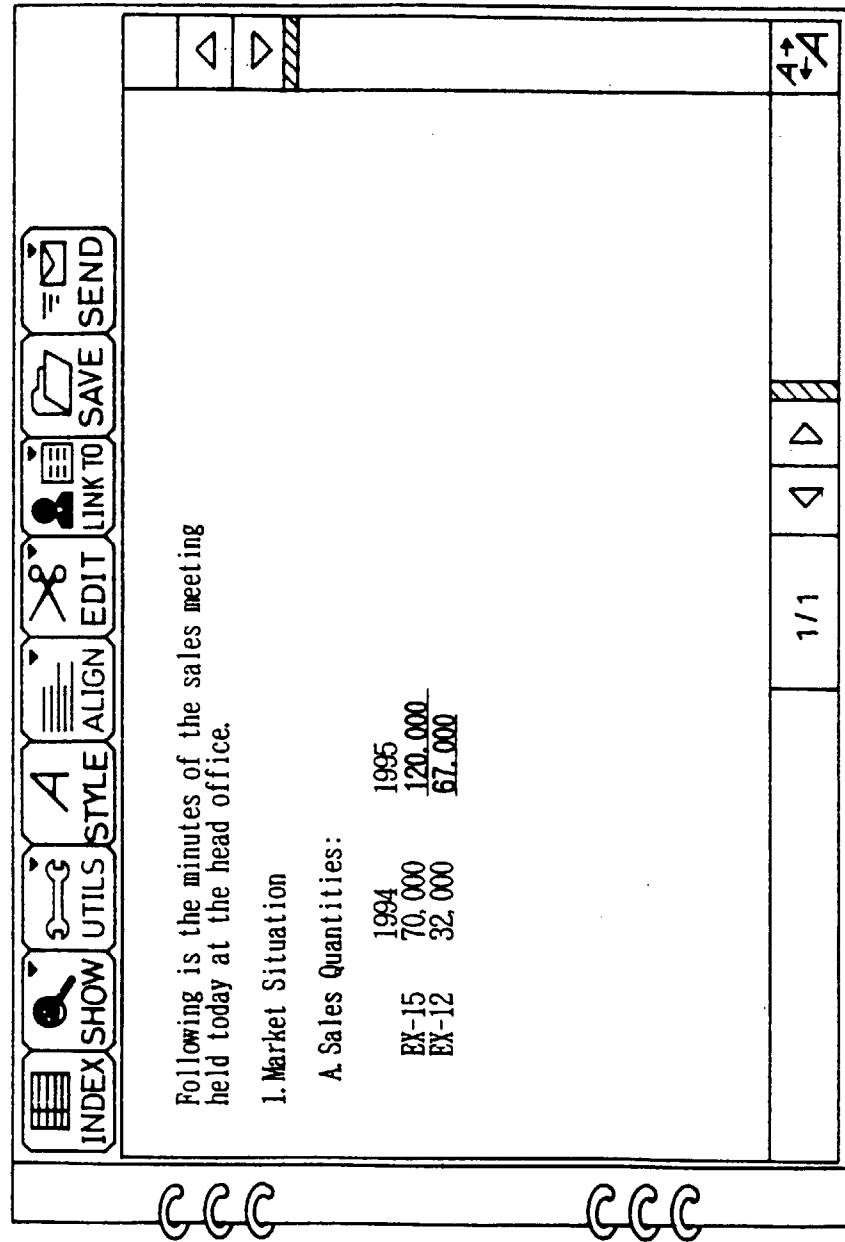 INDEX SHOW UTILS STYLE ALIGN EDIT LINK TO SAVE SEND
Following is the minutes of the sales meeting
held today at the head office.
1. Market Situation
A. Sales Quantities:
1994 1995
EX-15 70,000 120,000
EX-12 32,000 67,000
1/1
A A